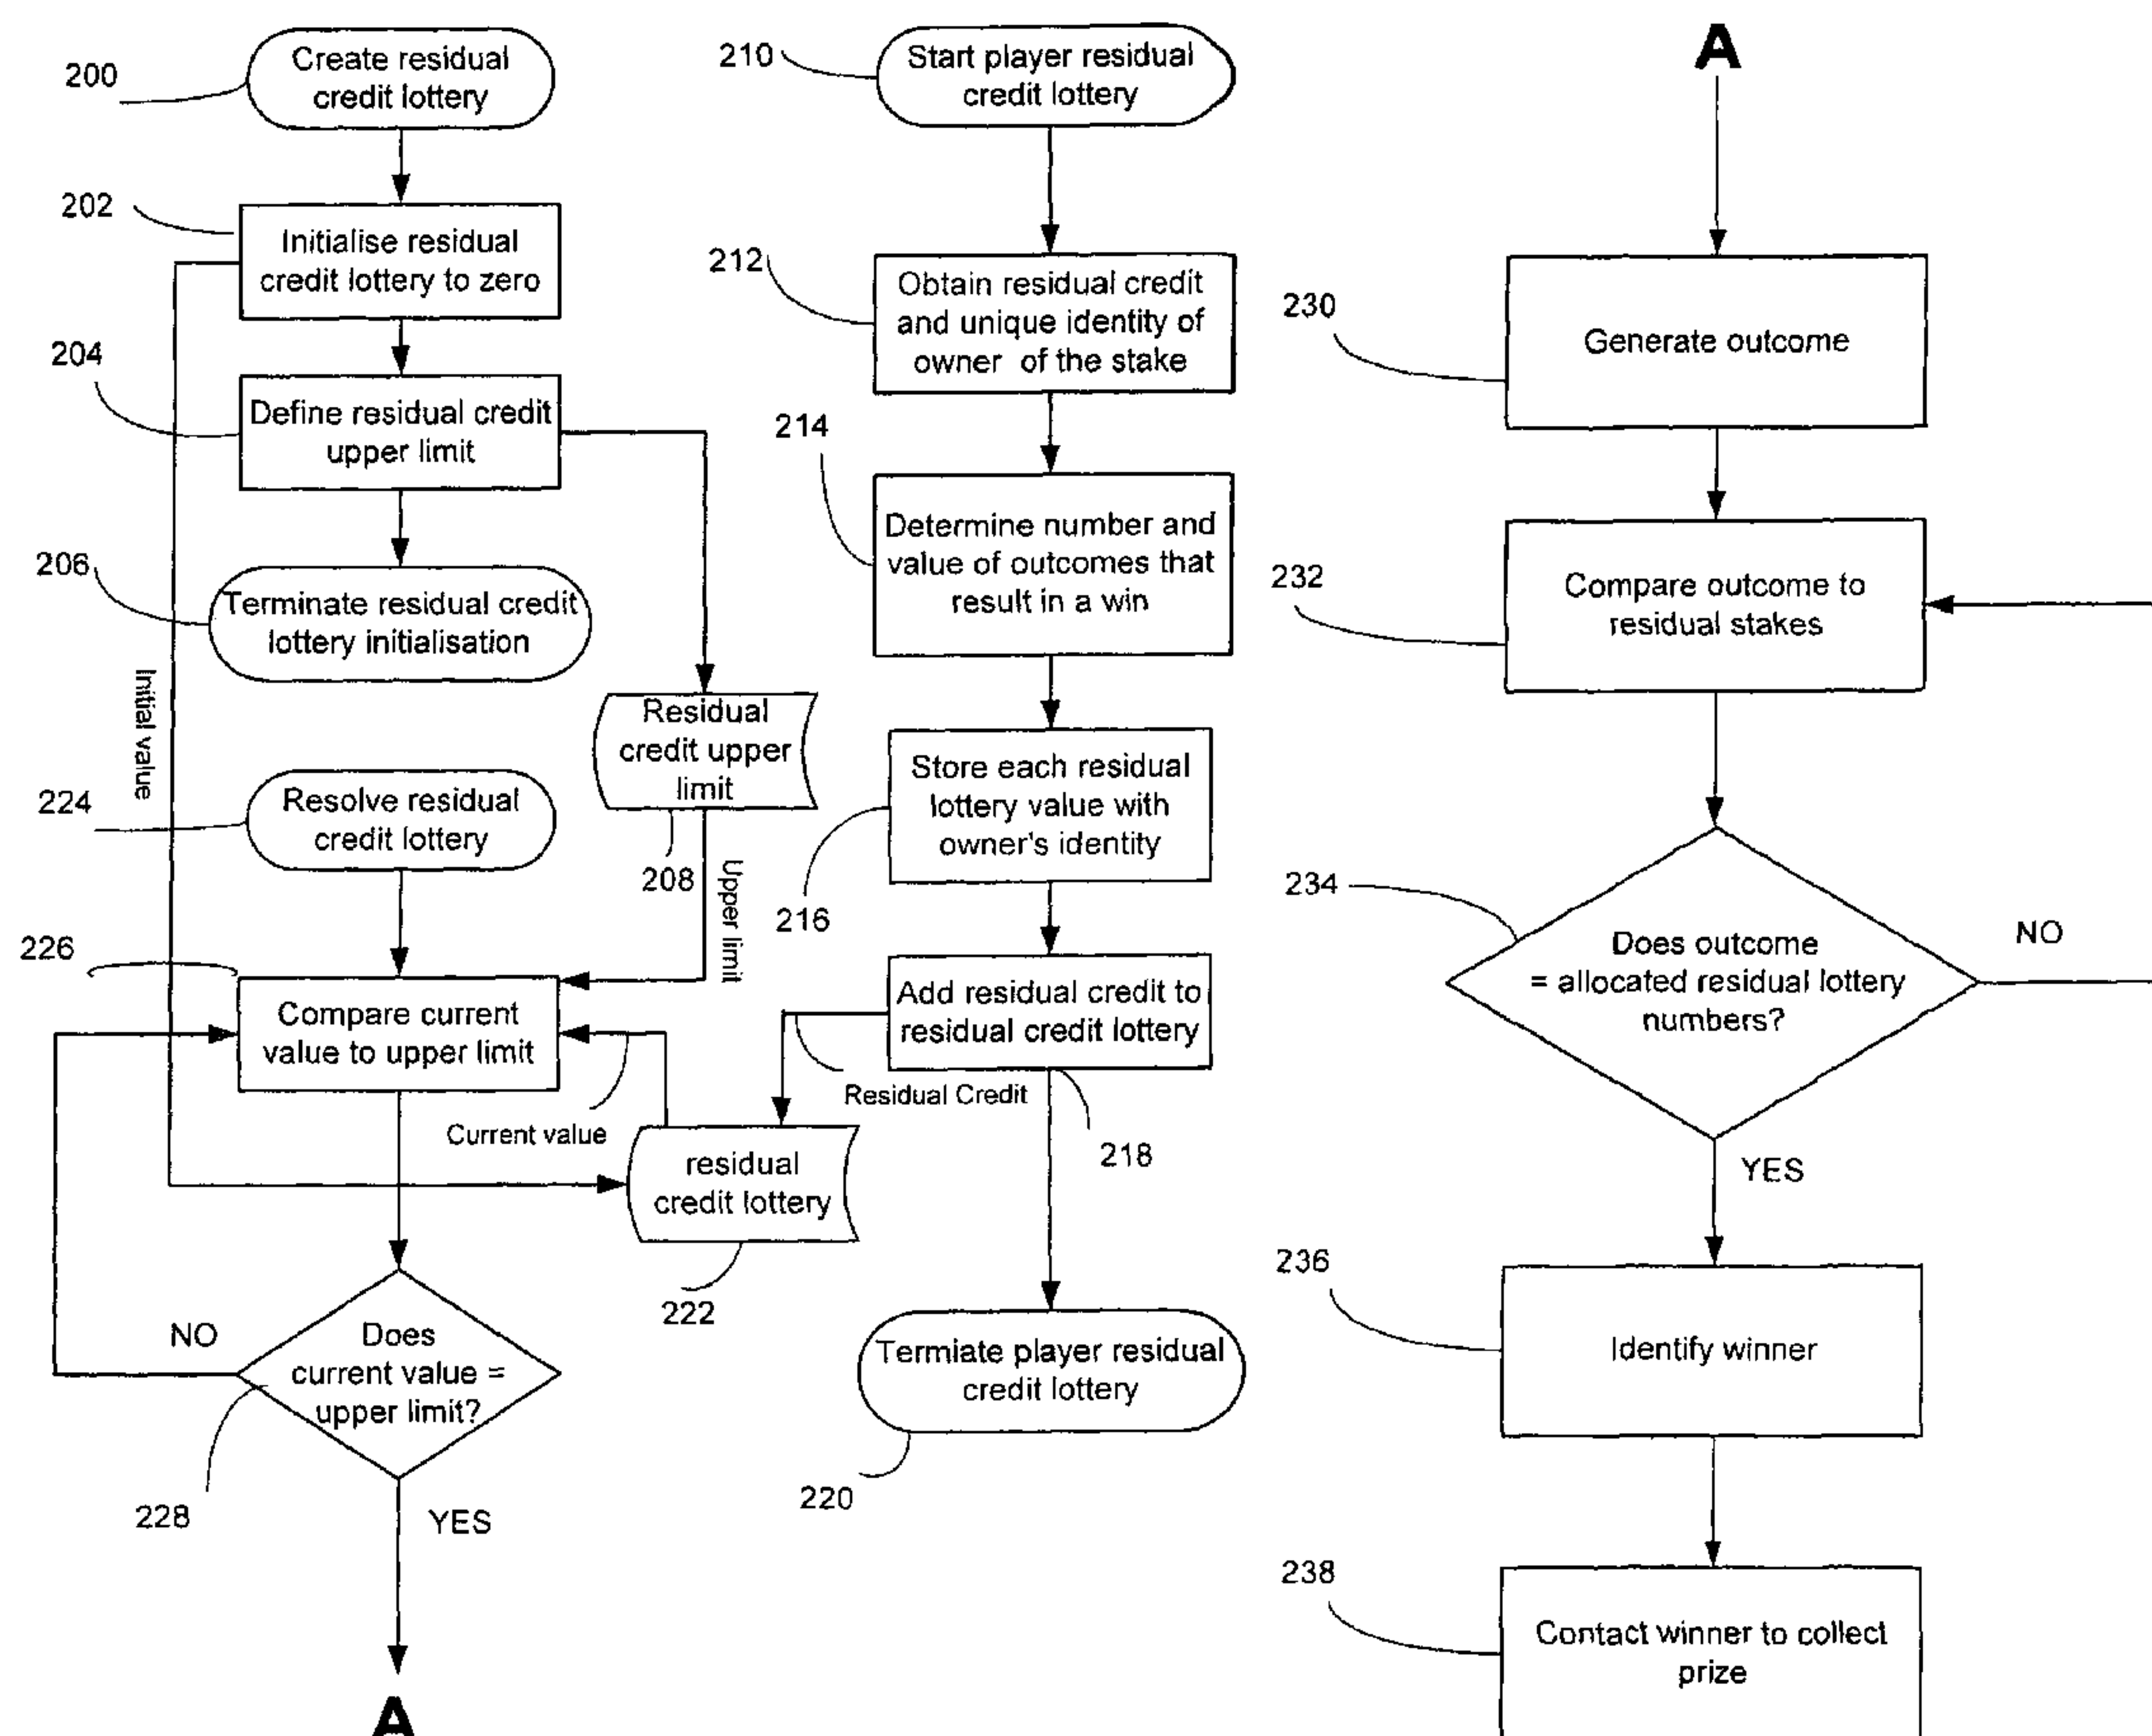 200
Create residual
credit lottery
202
Initialise residual
credit lottery to zero
204
Define residual credit
upper limit
206
Terminate residual credit
lottery initialisation
Initial value
Residual
credit upper
limit
208
Upper limit
224
Resolve residual
credit lottery
226
Compare current
value to upper limit
Current value
residual
credit lottery
222
NO
Does
current value =
upper limit?
228
YES
A
210
Start player residual
credit lottery
212
Obtain residual credit
and unique identity of
owner of the stake
214
Determine number and
value of outcomes that
result in a win
Store each residual
lottery value with
owner's identity
216
Add residual credit to
residual credit lottery
Residual Credit
218
Termiate player residual
credit lottery
220
A
230
Generate outcome
232
Compare outcome to
residual stakes
234
Does outcome
= allocated residual lottery
numbers?
NO
YES
236
Identify winner
238
Contact winner to collect
prize